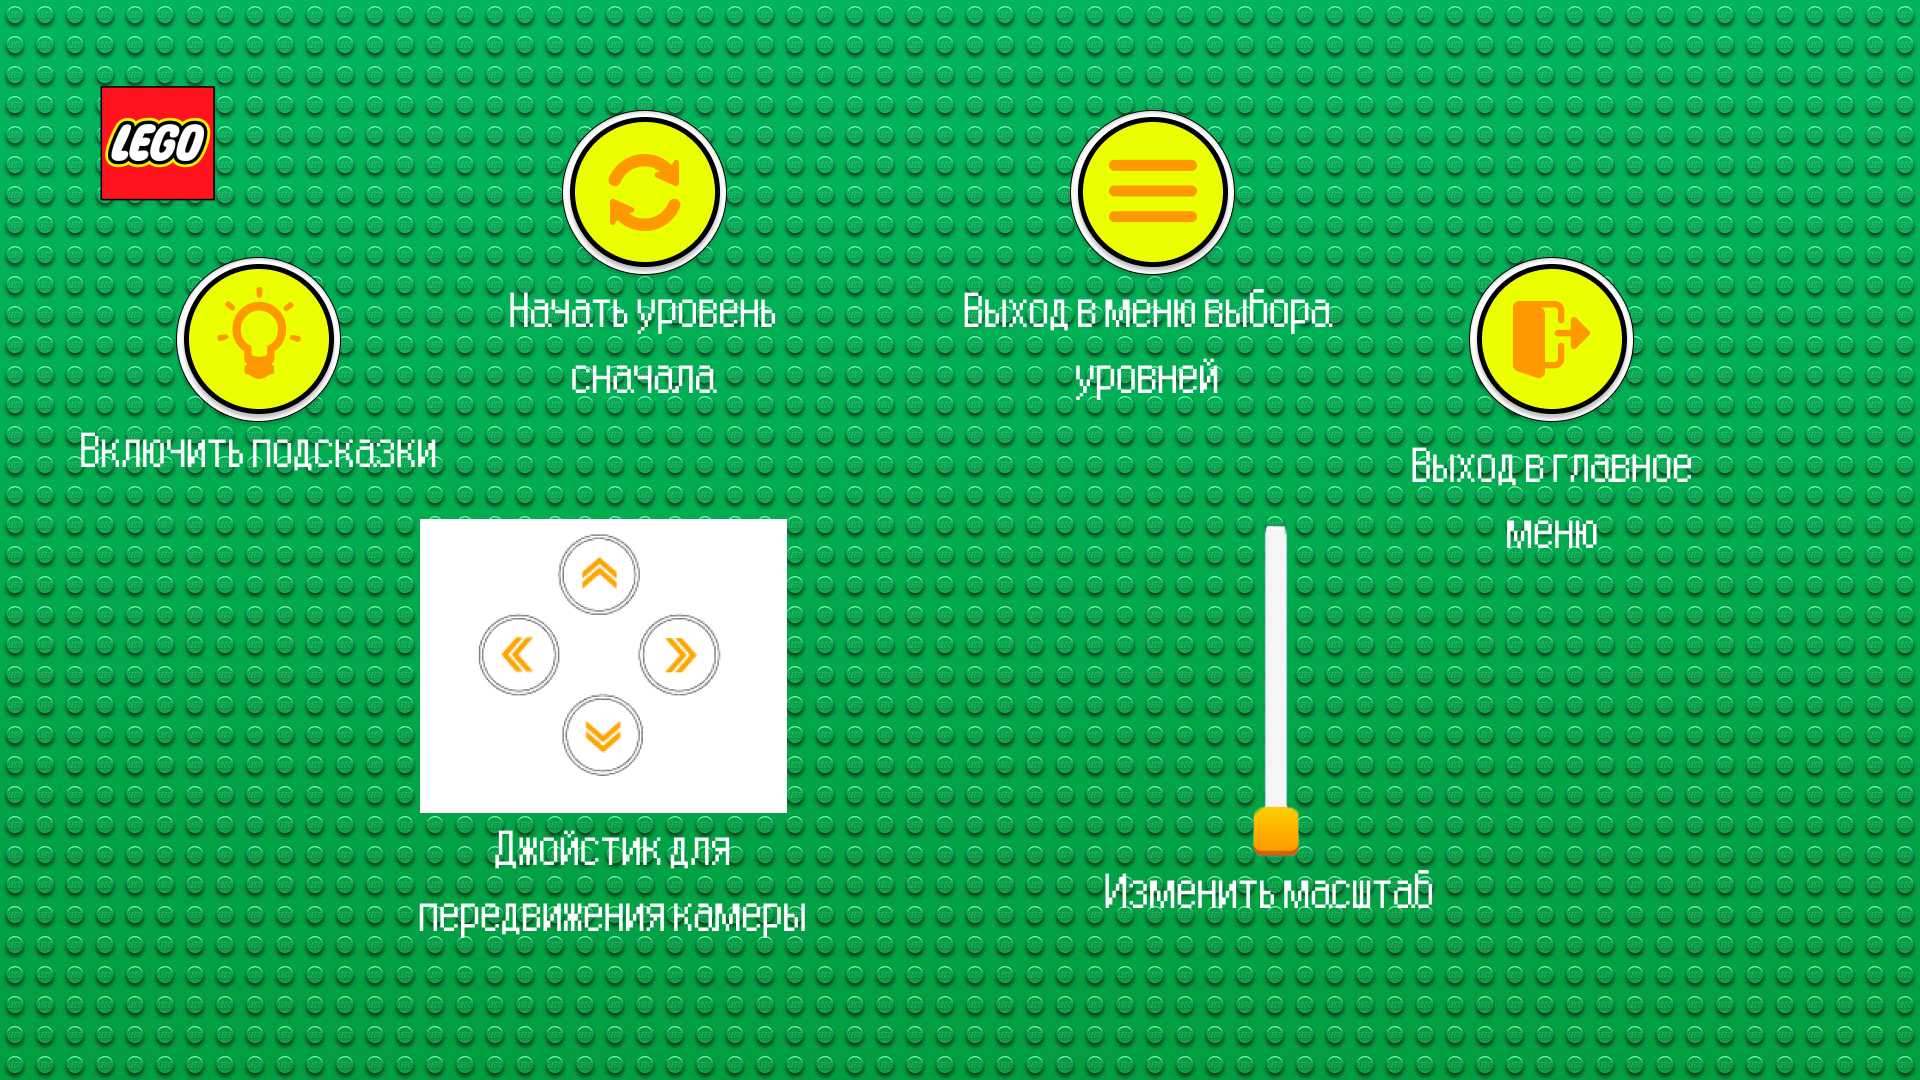 LEGO
Начать уровень
сначала
Выход в меню выбора
уровней
Включить подсказки
Выход в главное
меню
Джойстик для
передвижения камеры
Изменить масштаб